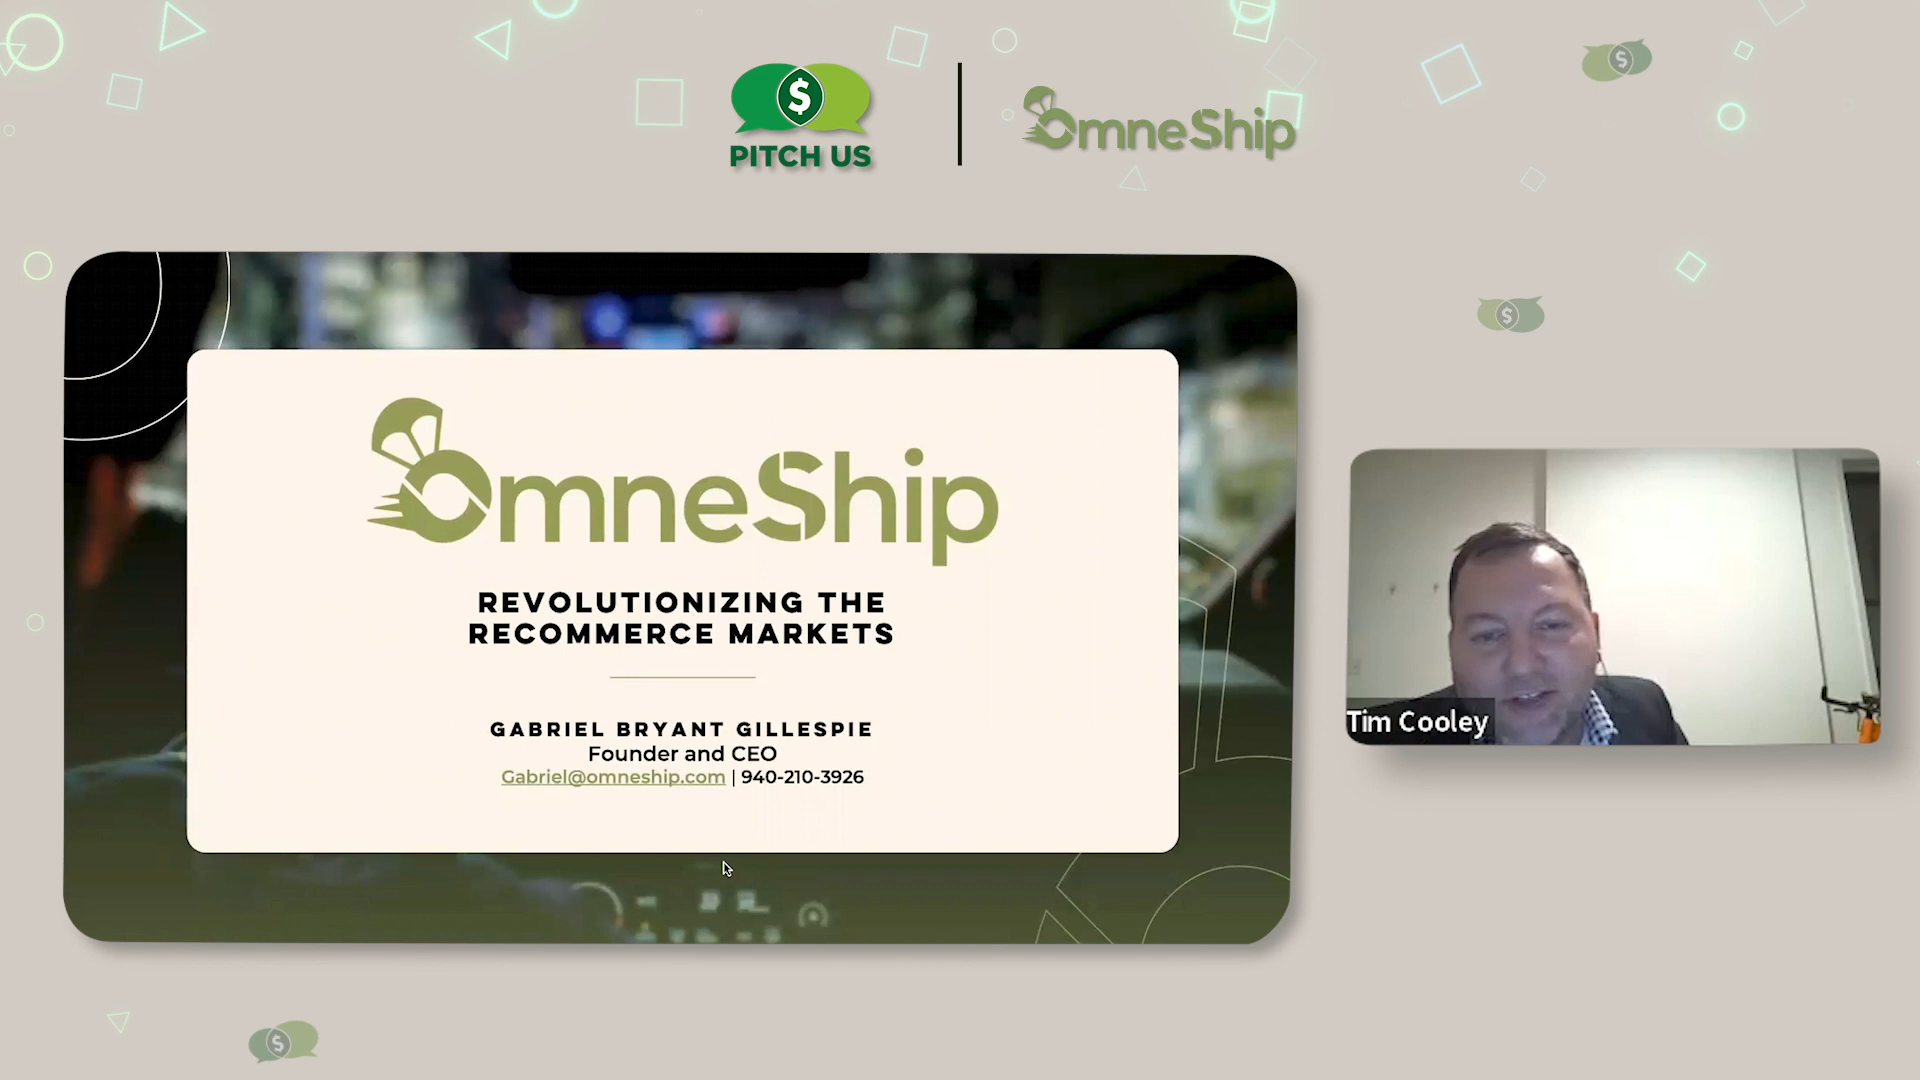 $
PITCH US
OmneShip
$
$
OmneShip
REVOLUTIONIZING THE
RECOMMERCE MARKETS
GABRIEL BRYANT GILLESPIE
Founder and CEO
Gabriel@omneship.com | 940-210-3926
Tim Cooley
$